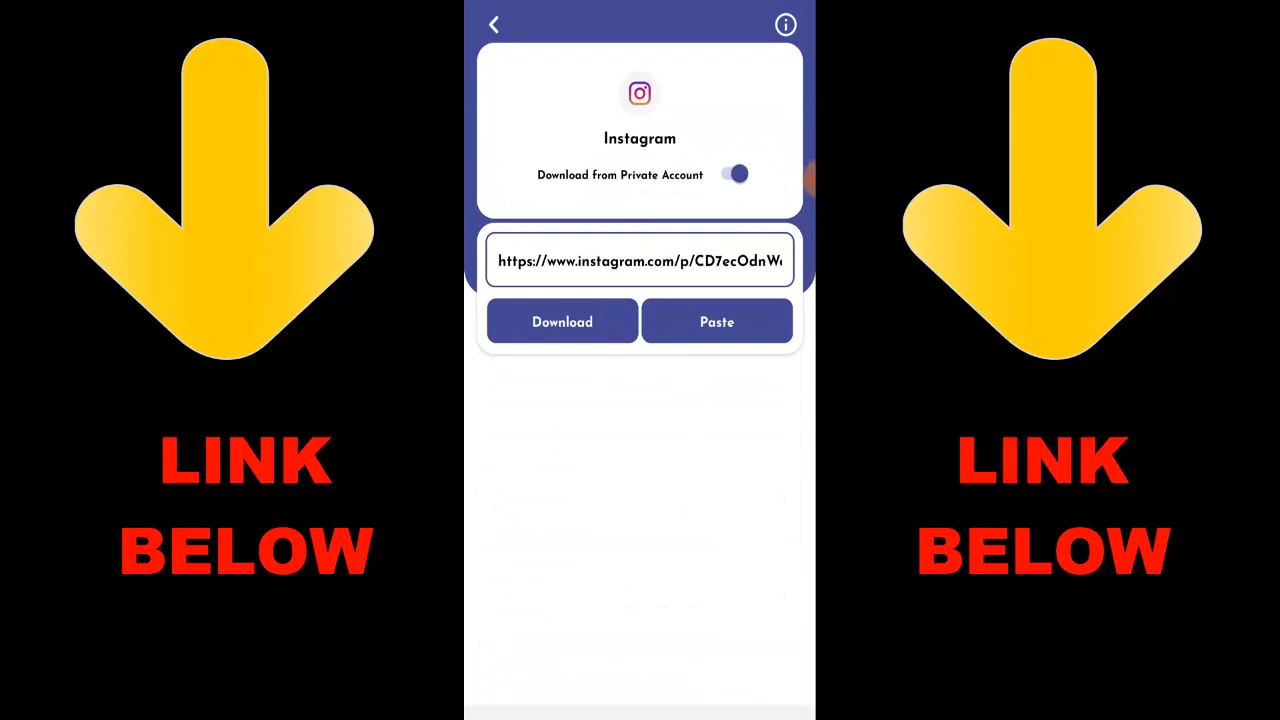 Instagram
Download from Private Account
https://www.instagram.com/p/CD7ecOdnW
Download
Paste
LINK
BELOW
LINK
BELOW